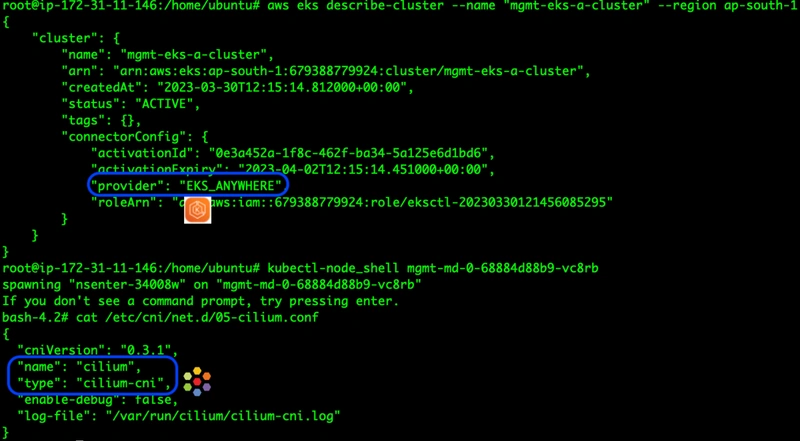 root@ip-172-31-11-146:/home/ubuntu# aws eks describe-cluster --name "mgmt-eks-a-cluster" --region ap-south-1
{
"cluster": {
"name": "mgmt-eks-a-cluster",
"arn": "arn:aws:eks:ap-south-1:679388779924:cluster/mgmt-eks-a-cluster",
"createdAt": "2023-03-30T12:15:14.812000+00:00",
"status": "ACTIVE",
"tags": {},
"connectorConfig": {
"activationId": "0e3a452a-1f8c-462f-ba34-5a125e6d1bd6",
"activationExpiry": "2023-04-02T12:15:14.451000+00:00",
"provider": "EKS_ANYWHERE"
"roleArn": "aws:iam::679388779924:role/eksctl-20230330121456085295"
}
}
}
root@ip-172-31-11-146:/home/ubuntu# kubectl-node_shell mgmt-md-0-68884d88b9-vc8rb
spawning "nsenter-34008w" on "mgmt-md-0-68884d88b9-vc8rb"
If you don't see a command prompt, try pressing enter.
bash-4.2# cat /etc/cni/net.d/05-cilium.conf
{
"cniVersion": "0.3.1",
"name": "cilium",
"type": "cilium-cni",
"enable-debug": false,
"log-file": "/var/run/cilium/cilium-cni.log"
}